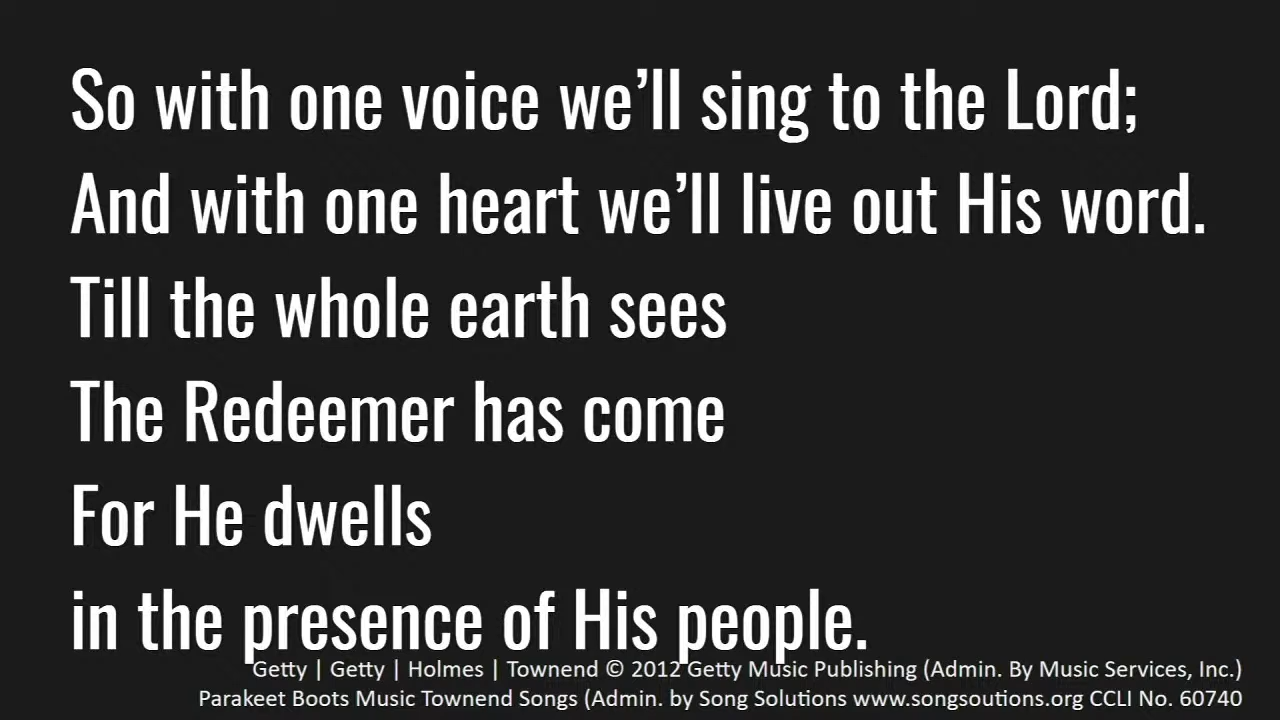 So with one voice we’ll sing to the Lord;
And with one heart we’ll live out His word.
Till the whole earth sees
The Redeemer has come
For He dwells
in the presence of His people.
Getty | Getty | Holmes | Townend © 2012 Getty Music Publishing (Admin. By Music Services, Inc.)
Parakeet Boots Music Townend Songs (Admin. by Song Solutions www.songsoutions.org CCLI No. 60740